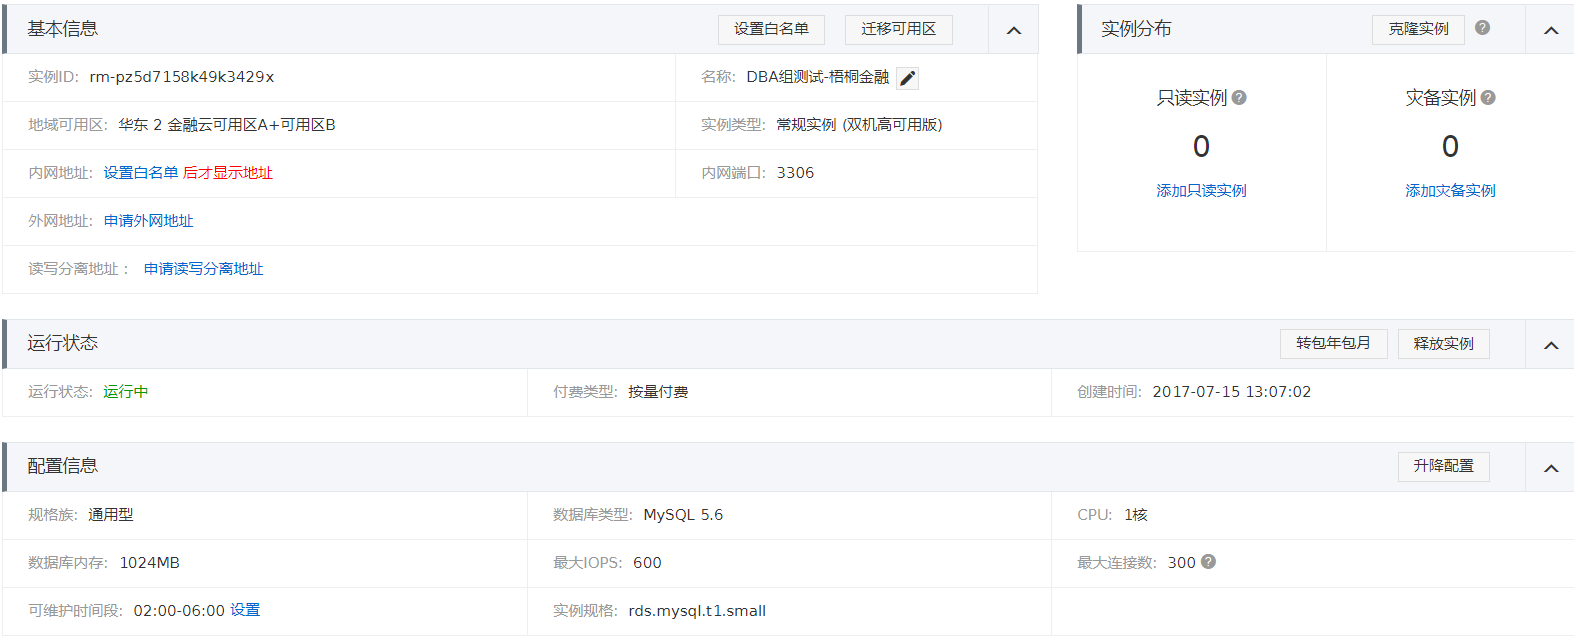 基本信息 设置白名单 迁移可用区
实例ID: rm-pz5d7158k49k3429x 名称: DBA组测试-梧桐金融
地域可用区: 华东 2 金融云可用区A+可用区B 实例类型: 常规实例 (双机高可用版)
内网地址: 设置白名单 后才显示地址 内网端口: 3306
外网地址: 申请外网地址
读写分离地址： 申请读写分离地址
实例分布 克隆实例
只读实例 灾备实例
0 0
添加只读实例 添加灾备实例
运行状态 转包年包月 释放实例
运行状态: 运行中 付费类型: 按量付费 创建时间: 2017-07-15 13:07:02
配置信息 升降配置
规格族: 通用型 数据库类型: MySQL 5.6 CPU: 1核
数据库内存: 1024MB 最大IOPS: 600 最大连接数: 300
可维护时间段: 02:00-06:00 设置 实例规格: rds.mysql.t1.small